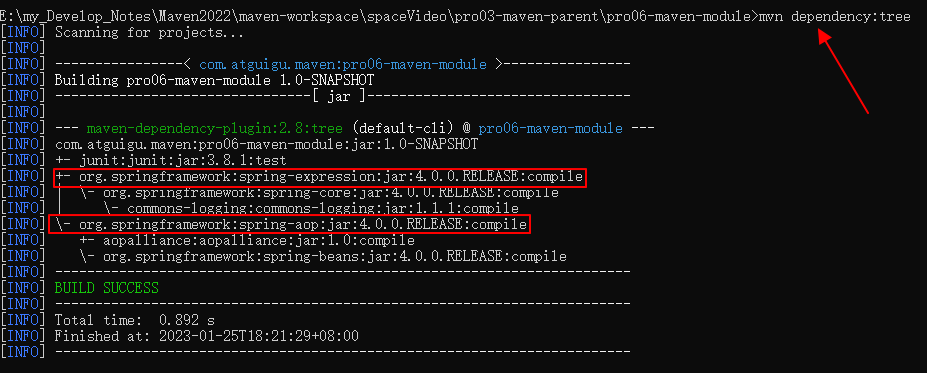 E:\my_Develop_Notes\Maven2022\maven-workspace\spaceVideo\pro03-maven-parent\pro06-maven-module>mvn dependency:tree
[INFO] Scanning for projects...
[INFO]
[INFO] ---------------< com.atguigu.maven:pro06-maven-module >----------------
[INFO] Building pro06-maven-module 1.0-SNAPSHOT
[INFO] --------------------------------[ jar ]---------------------------------
[INFO]
[INFO] --- maven-dependency-plugin:2.8:tree (default-cli) @ pro06-maven-module ---
[INFO] com.atguigu.maven:pro06-maven-module:jar:1.0-SNAPSHOT
[INFO] +- junit:junit:jar:3.8.1:test
[INFO] +- org.springframework:spring-expression:jar:4.0.0.RELEASE:compile
[INFO] |  \- org.springframework:spring-core:jar:4.0.0.RELEASE:compile
[INFO] |     \- commons-logging:commons-logging:jar:1.1.1:compile
[INFO] \- org.springframework:spring-aop:jar:4.0.0.RELEASE:compile
[INFO]    +- aopalliance:aopalliance:jar:1.0:compile
[INFO]    \- org.springframework:spring-beans:jar:4.0.0.RELEASE:compile
[INFO] ------------------------------------------------------------------------
[INFO] BUILD SUCCESS
[INFO] ------------------------------------------------------------------------
[INFO] Total time:  0.892 s
[INFO] Finished at: 2023-01-25T18:21:29+08:00
[INFO] ------------------------------------------------------------------------